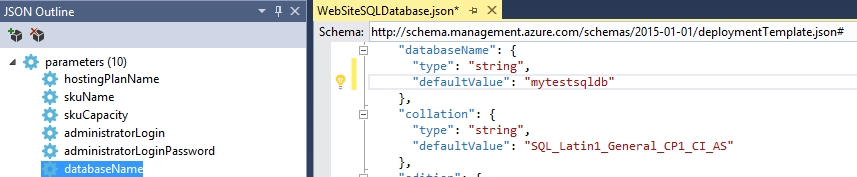 JSON Outline
parameters (10)
hostingPlanName
skuName
skuCapacity
administratorLogin
administratorLoginPassword
databaseName
WebSiteSQLDatabase.json*
Schema: http://schema.management.azure.com/schemas/2015-01-01/deploymentTemplate.json#
"databaseName": {
"type": "string",
"defaultValue": "mytestsqldb"
},
"collation": {
"type": "string",
"defaultValue": "SQL_Latin1_General_CP1_CI_AS"
},
"edition": {